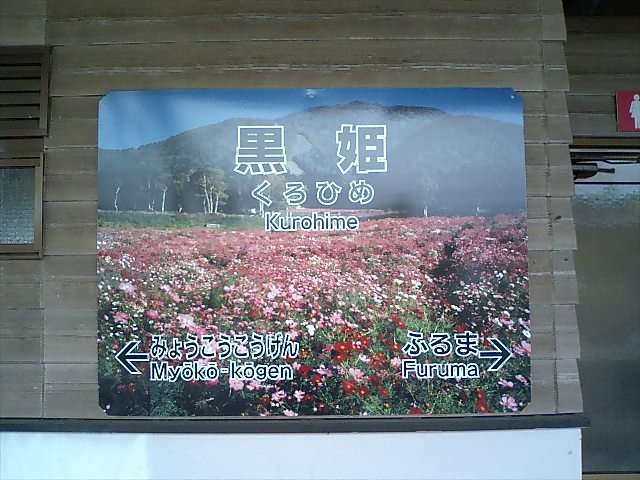 黒姫
くろひめ
Kurohime
みょうこうこうげん
Myōkō-kōgen
ふるま
Furuma